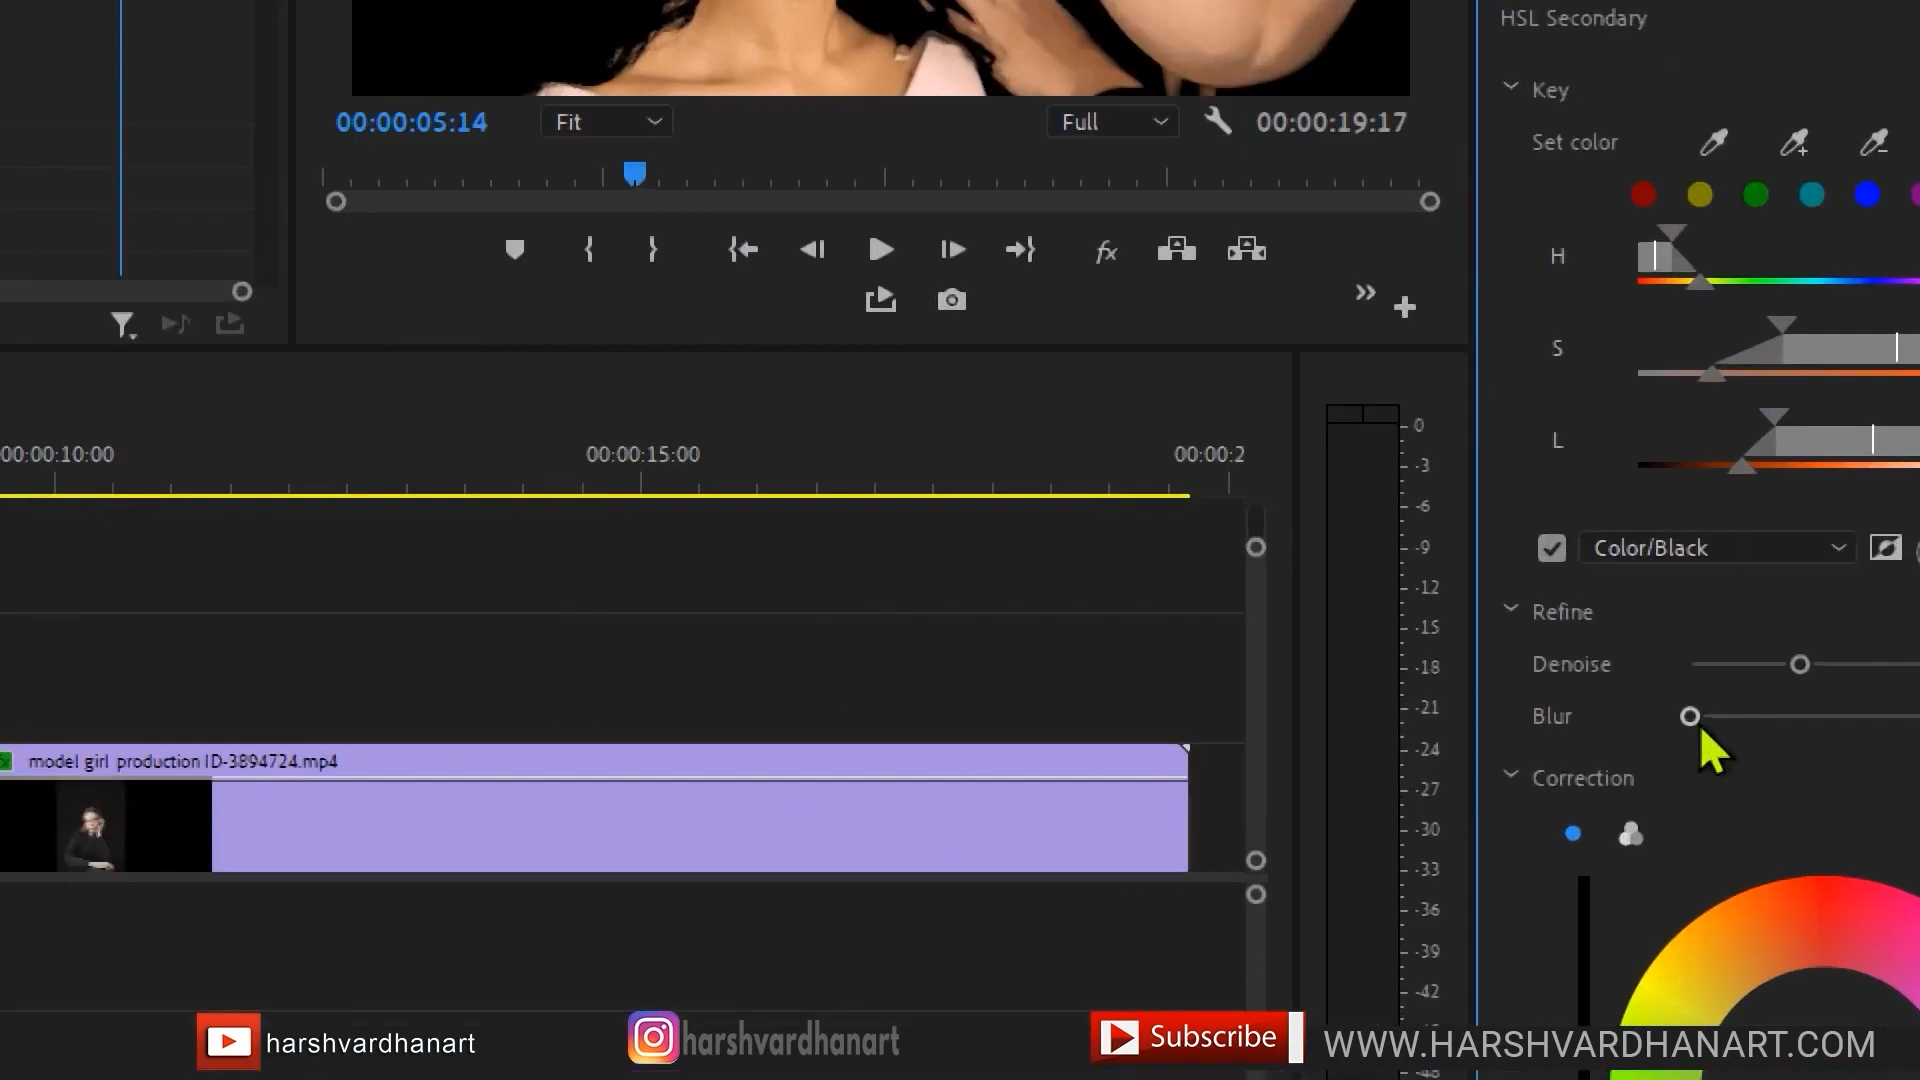 HSL Secondary
Key
Set color
00:00:05:14
Fit
Full
00:00:19:17
fx
H
S
L
00:00:10:00
00:00:15:00
00:00:2
0
-3
-6
-9
-12
-15
-18
-21
-24
-27
-30
-33
-36
-39
-42
-48
Color/Black
Refine
Denoise
Blur
Correction
model girl production ID-3894724.mp4
harshvardhanart
harshvardhanart
Subscribe
WWW.HARSHVARDHANART.COM